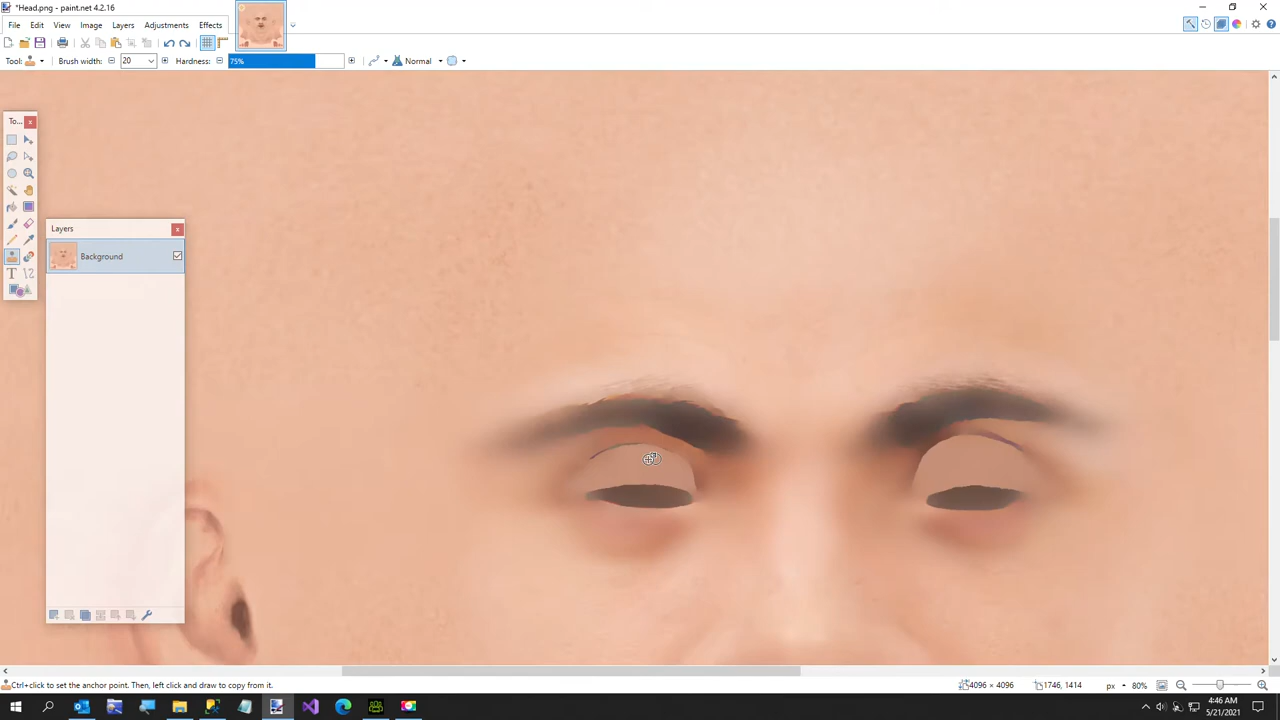 *Head.png - paint.net 4.2.16
File Edit View Image Layers Adjustments Effects
Tool: Brush width: 20 Hardness: 75% Normal
To...
Layers
Background
Ctrl+click to set the anchor point. Then, left click and draw to copy from it. 4096 × 4096 1746, 1414 px 80%
4:46 AM
5/21/2021